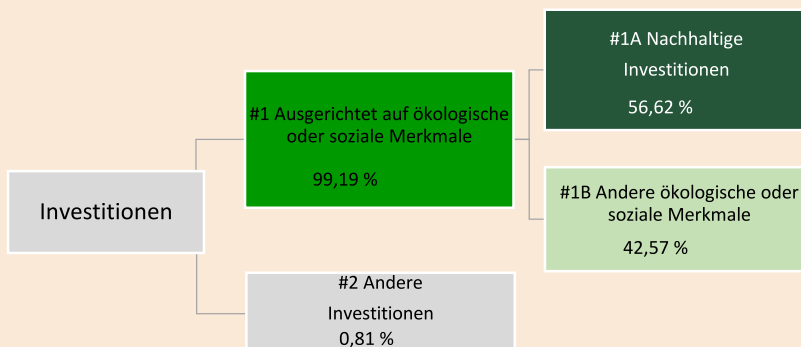 Investitionen
#1 Ausgerichtet auf ökologische
oder soziale Merkmale
99,19 %
#2 Andere
Investitionen
0,81 %
#1A Nachhaltige
Investitionen
56,62 %
#1B Andere ökologische oder
soziale Merkmale
42,57 %